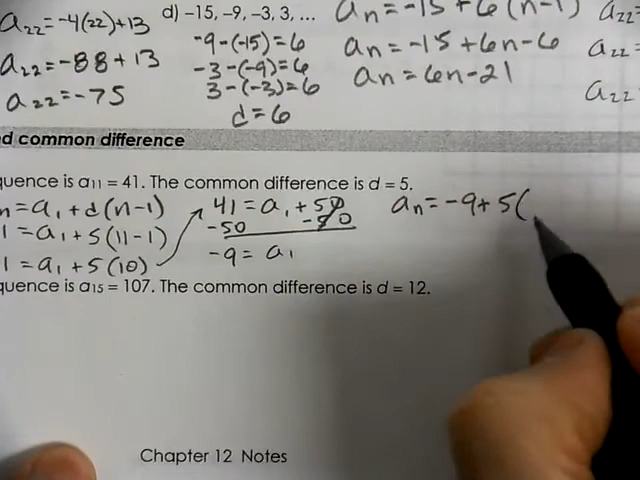 a₂₂ = -4(22)+13
a₂₂ = -88 + 13
a₂₂ = -75
d) -15, -9, -3, 3, ...
-9 - (-15) = 6
-3 - (-9) = 6
3 - (-3) = 6
d = 6
aₙ = -15 + 6(n-1)
aₙ = -15 + 6n - 6
aₙ = 6n - 21
a₂₂
a₂₂ =
a₂₂
d common difference
quence is a₁₁ = 41. The common difference is d = 5.
n = a₁ + d(n-1)
1 = a₁ + 5(11-1)
1 = a₁ + 5(10)
41 = a₁ + 50
-50 -50
-9 = a₁
aₙ = -9 + 5(
quence is a₁₅ = 107. The common difference is d = 12.
Chapter 12 Notes